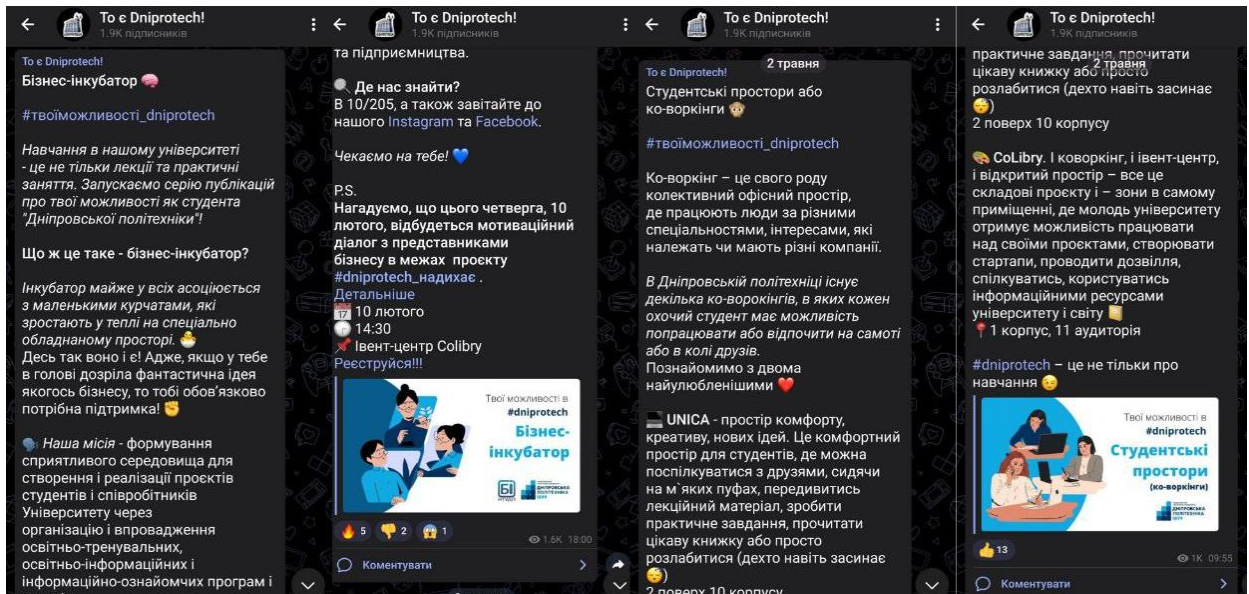 То є Dniprotech!
1.9K підписників
То є Dniprotech!
Бізнес-інкубатор 🧠
#твоїможливості_dniprotech
Навчання в нашому університеті
- це не тільки лекції та практичні
заняття. Запускаємо серію публікацій
про твої можливості як студента
"Дніпровської політехніки"!
Що ж це таке - бізнес-інкубатор?
Інкубатор майже у всіх асоціюється
з маленькими курчатами, які
зростають у теплі на спеціально
обладнаному просторі. 🐣
Десь так воно і є! Адже, якщо у тебе
в голові дозріла фантастична ідея
якогось бізнесу, то тобі обов'язково
потрібна підтримка! ✊
🗣 Наша місія - формування
сприятливого середовища для
створення і реалізації проєктів
студентів і співробітників
Університету через
організацію і впровадження
освітньо-тренувальних,
освітньо-інформаційних і
інформаційно-ознайомчих програм і
То є Dniprotech!
1.9K підписників
та підприємництва.
🔍 Де нас знайти?
В 10/205, а також завітайте до
нашого Instagram та Facebook.
Чекаємо на тебе! 💙
P.S.
Нагадуємо, що цього четверга, 10
лютого, відбудеться мотиваційний
діалог з представниками
бізнесу в межах проєкту
#dniprotech_надихає .
Детальніше
📅 10 лютого
🕝 14:30
📌 Івент-центр Colibry
Реєструйся!!!
Твої можливості в
#dniprotech
Бізнес-
інкубатор
БІ
ДНІПРОВСЬКА
ПОЛІТЕХНІКА
🔥 5 👎 2 😱 1
1.6K 18:00
Коментувати
То є Dniprotech!
1.9K підписників
2 травня
То є Dniprotech!
Студентські простори або
ко-воркінги 🐵
#твоїможливості_dniprotech
Ко-воркінг – це свого роду
колективний офісний простір,
де працюють люди за різними
спеціальностями, інтересами, які
належать чи мають різні компанії.
В Дніпровській політехніці існує
декілька ко-ворокінгів, в яких кожен
охочий студент має можливість
попрацювати або відпочити на самоті
або в колі друзів.
Познайомимо з двома
найулюбленішими ❤️
💻 UNICA - простір комфорту,
креативу, нових ідей. Це комфортний
простір для студентів, де можна
поспілкуватися з друзями, сидячи
на м`яких пуфах, передивитись
лекційний матеріал, зробити
практичне завдання, прочитати
цікаву книжку або просто
розлабитися (дехто навіть засинає
😴)
2 поверх 10 корпусу
То є Dniprotech!
1.9K підписників
практичне завдання, прочитати
2 травня
цікаву книжку або просто
розлабитися (дехто навіть засинає
😴)
2 поверх 10 корпусу
🎨 CoLibry. І коворкінг, і івент-центр,
і відкритий простір – все це
складові проєкту і – зони в самому
приміщенні, де молодь університету
отримує можливість працювати
над своїми проєктами, створювати
стартапи, проводити дозвілля,
спілкуватись, користуватись
інформаційними ресурсами
університету і світу 📒
📍1 корпус, 11 аудиторія
#dniprotech – це не тільки про
навчання 😉
Твої можливості в
#dniprotech
Студентські
простори
(ко-воркінги)
ДНІПРОВСЬКА
ПОЛІТЕХНІКА
👍 13
1K 09:55
Коментувати